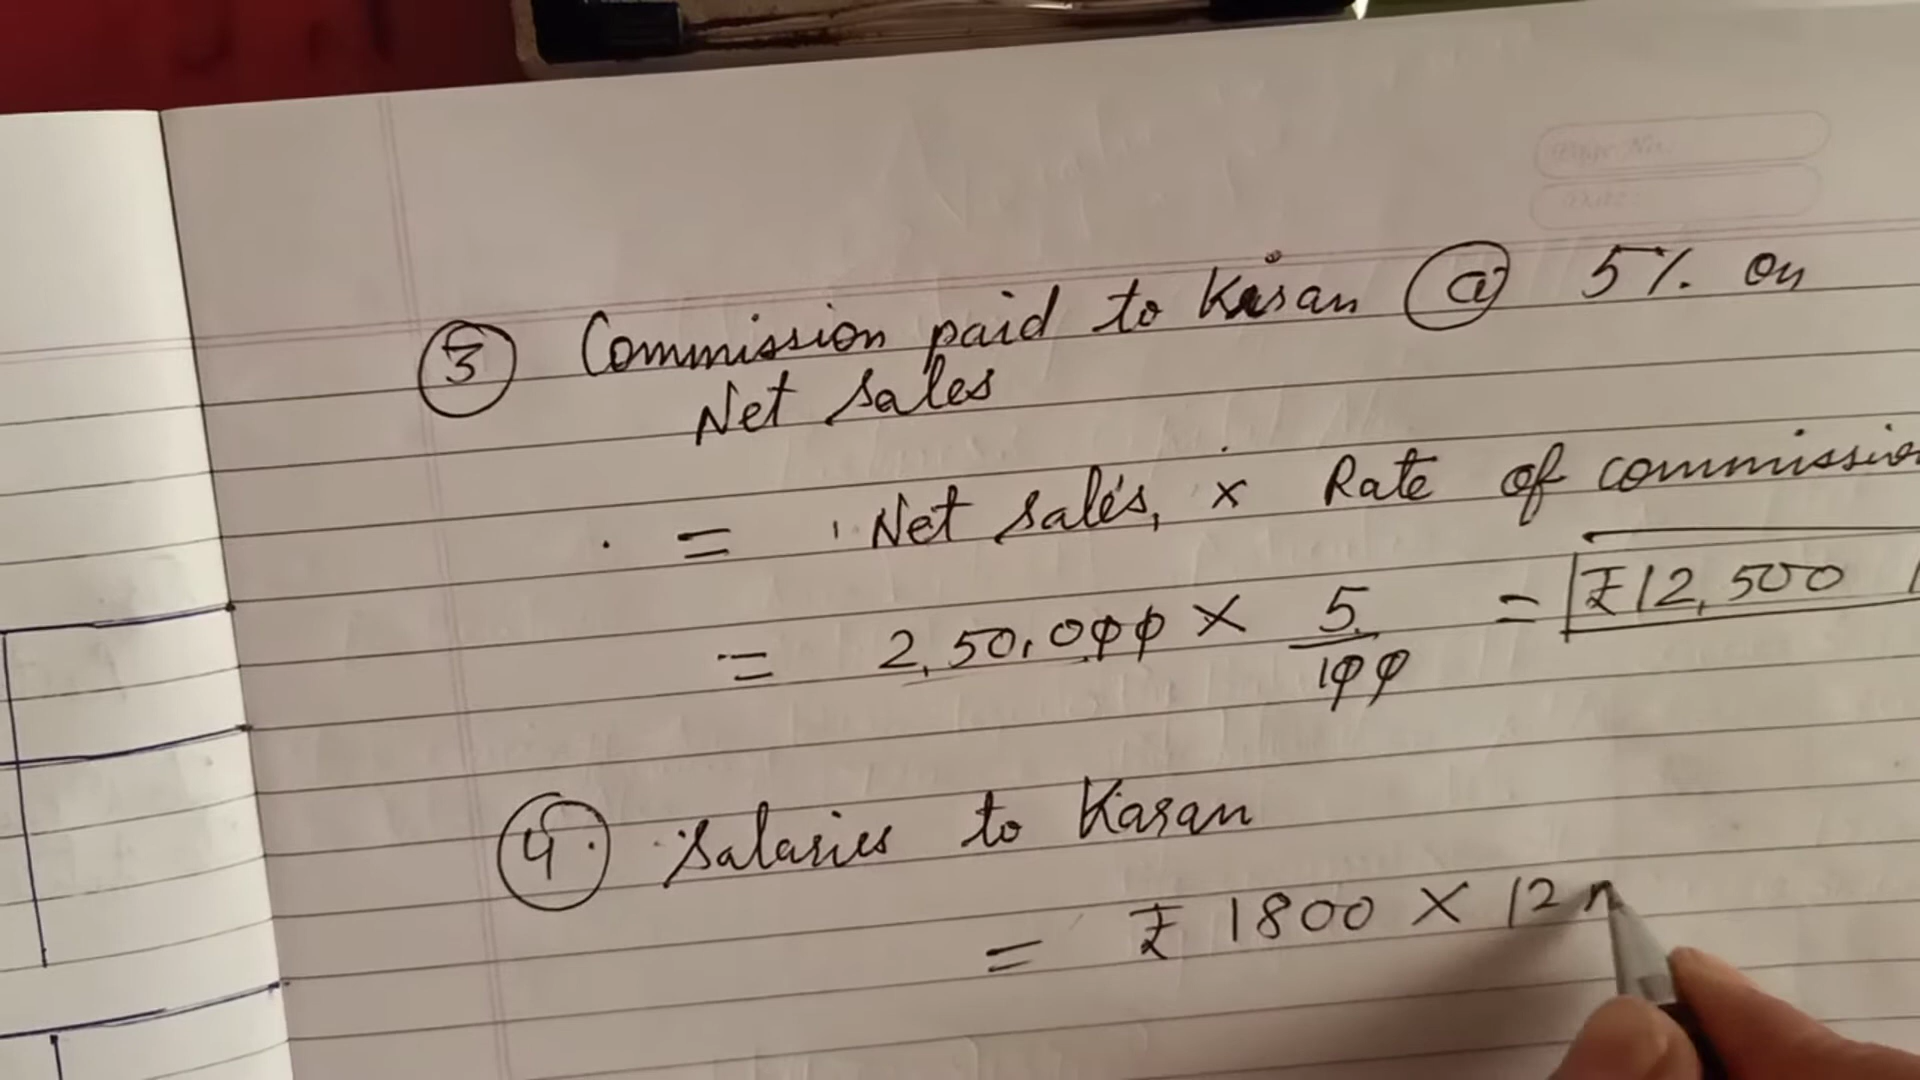 ③ Commission paid to Karan @ 5% on
Net sales
= Net sales, x Rate of commission
= 2,50,000 × 5/100 = ₹12,500
④ Salaries to Karan
= ₹ 1800 × 12